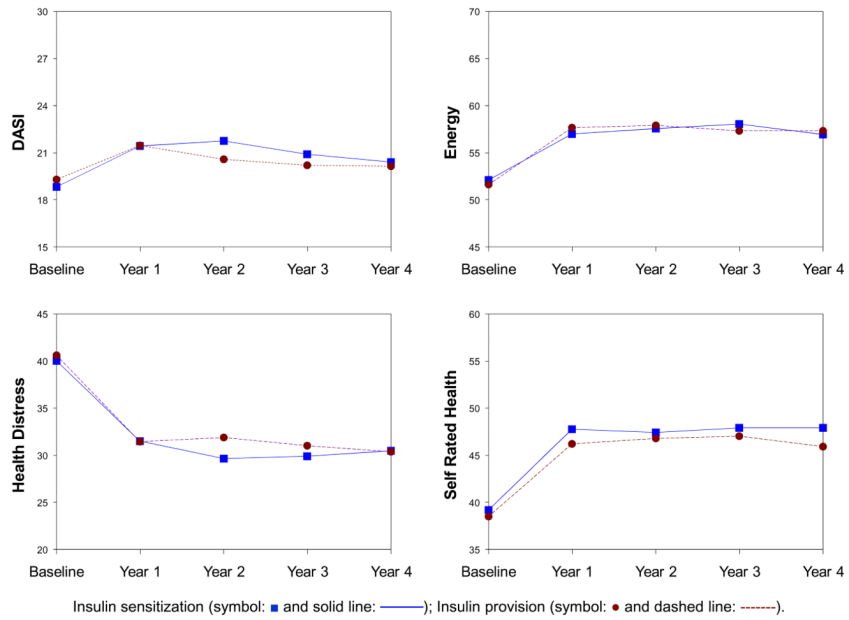 30
27
24
21
18
15
DASI
Baseline Year 1 Year 2 Year 3 Year 4
70
65
60
55
50
45
Energy
Baseline Year 1 Year 2 Year 3 Year 4
45
40
35
30
25
20
Health Distress
Baseline Year 1 Year 2 Year 3 Year 4
60
55
50
45
40
35
Self Rated Health
Baseline Year 1 Year 2 Year 3 Year 4
Insulin sensitization (symbol: ■ and solid line: ———); Insulin provision (symbol: ● and dashed line: -------).